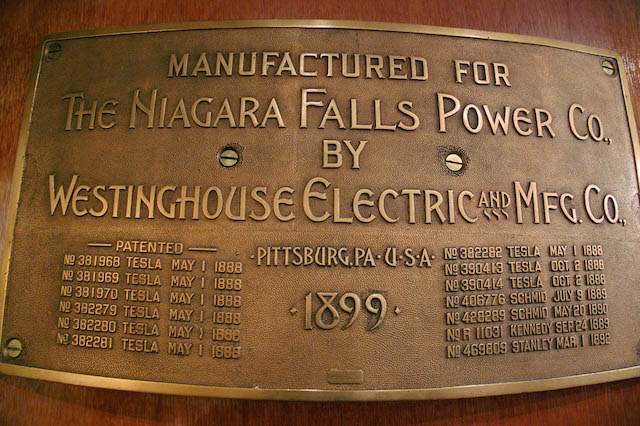 MANUFACTURED FOR
THE NIAGARA FALLS POWER CO.,
BY
WESTINGHOUSE ELECTRIC AND MFG. CO.,
PITTSBURG, PA · U · S · A ·
· 1899 ·
— PATENTED —
No 381968 TESLA MAY 1 1888
No 381969 TESLA MAY 1 1888
No 381970 TESLA MAY 1 1888
No 382279 TESLA MAY 1 1888
No 382280 TESLA MAY 1 1888
No 382281 TESLA MAY 1 1888
No 382282 TESLA MAY 1 1888
No 390413 TESLA OCT 2 1888
No 390414 TESLA OCT 2 1888
No 406776 SCHMID JULY 9 1889
No 428289 SCHMID MAY 20 1890
No R 11031 KENNEDY SEP 24 1889
No 469809 STANLEY MAR. 1 1892